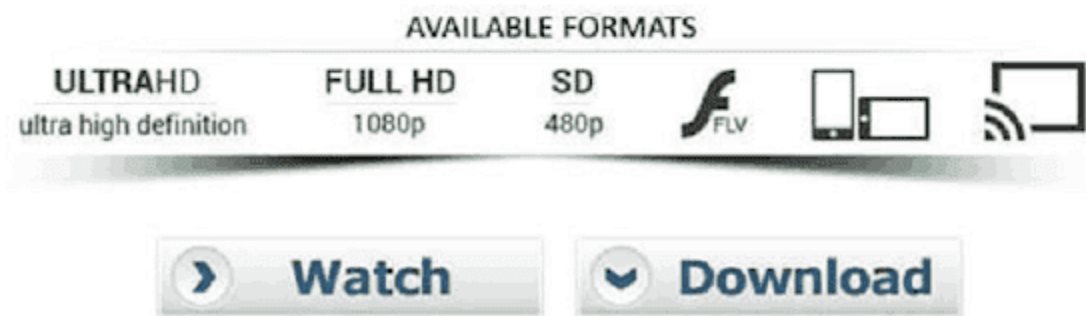 AVAILABLE FORMATS
ULTRAHD FULL HD SD
ultra high definition 1080p 480p FLV
Watch Download